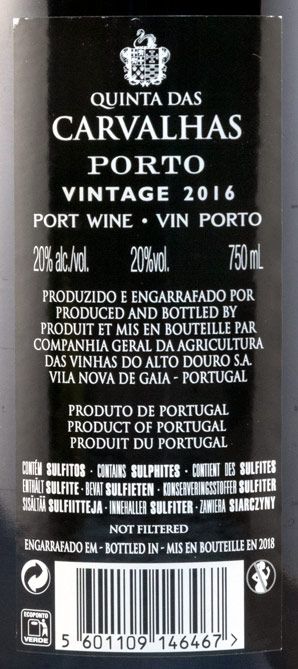 QUINTA DAS
CARVALHAS
PORTO
VINTAGE 2016
PORT WINE · VIN PORTO
20% alc./vol. 20%vol. 750 mL
PRODUZIDO E ENGARRAFADO POR
PRODUCED AND BOTTLED BY
PRODUIT ET MIS EN BOUTEILLE PAR
COMPANHIA GERAL DA AGRICULTURA
DAS VINHAS DO ALTO DOURO S.A.
VILA NOVA DE GAIA - PORTUGAL
PRODUTO DE PORTUGAL
PRODUCT OF PORTUGAL
PRODUIT DU PORTUGAL
CONTÉM SULFITOS · CONTAINS SULPHITES · CONTIENT DES SULFITES
ENTHÄLT SULFITE · BEVAT SULFIETEN · KONSERVERINGSSTOFFER SULFITER
SISÄLTÄÄ SULFIITTEJA · INNEHALLER SULFITER · ZAWIERA SIARCZYNY
NOT FILTERED
ENGARRAFADO EM - BOTTLED IN - MIS EN BOUTEILLE EN 2018
ECOPONTO
VERDE
5 601109 146467 >